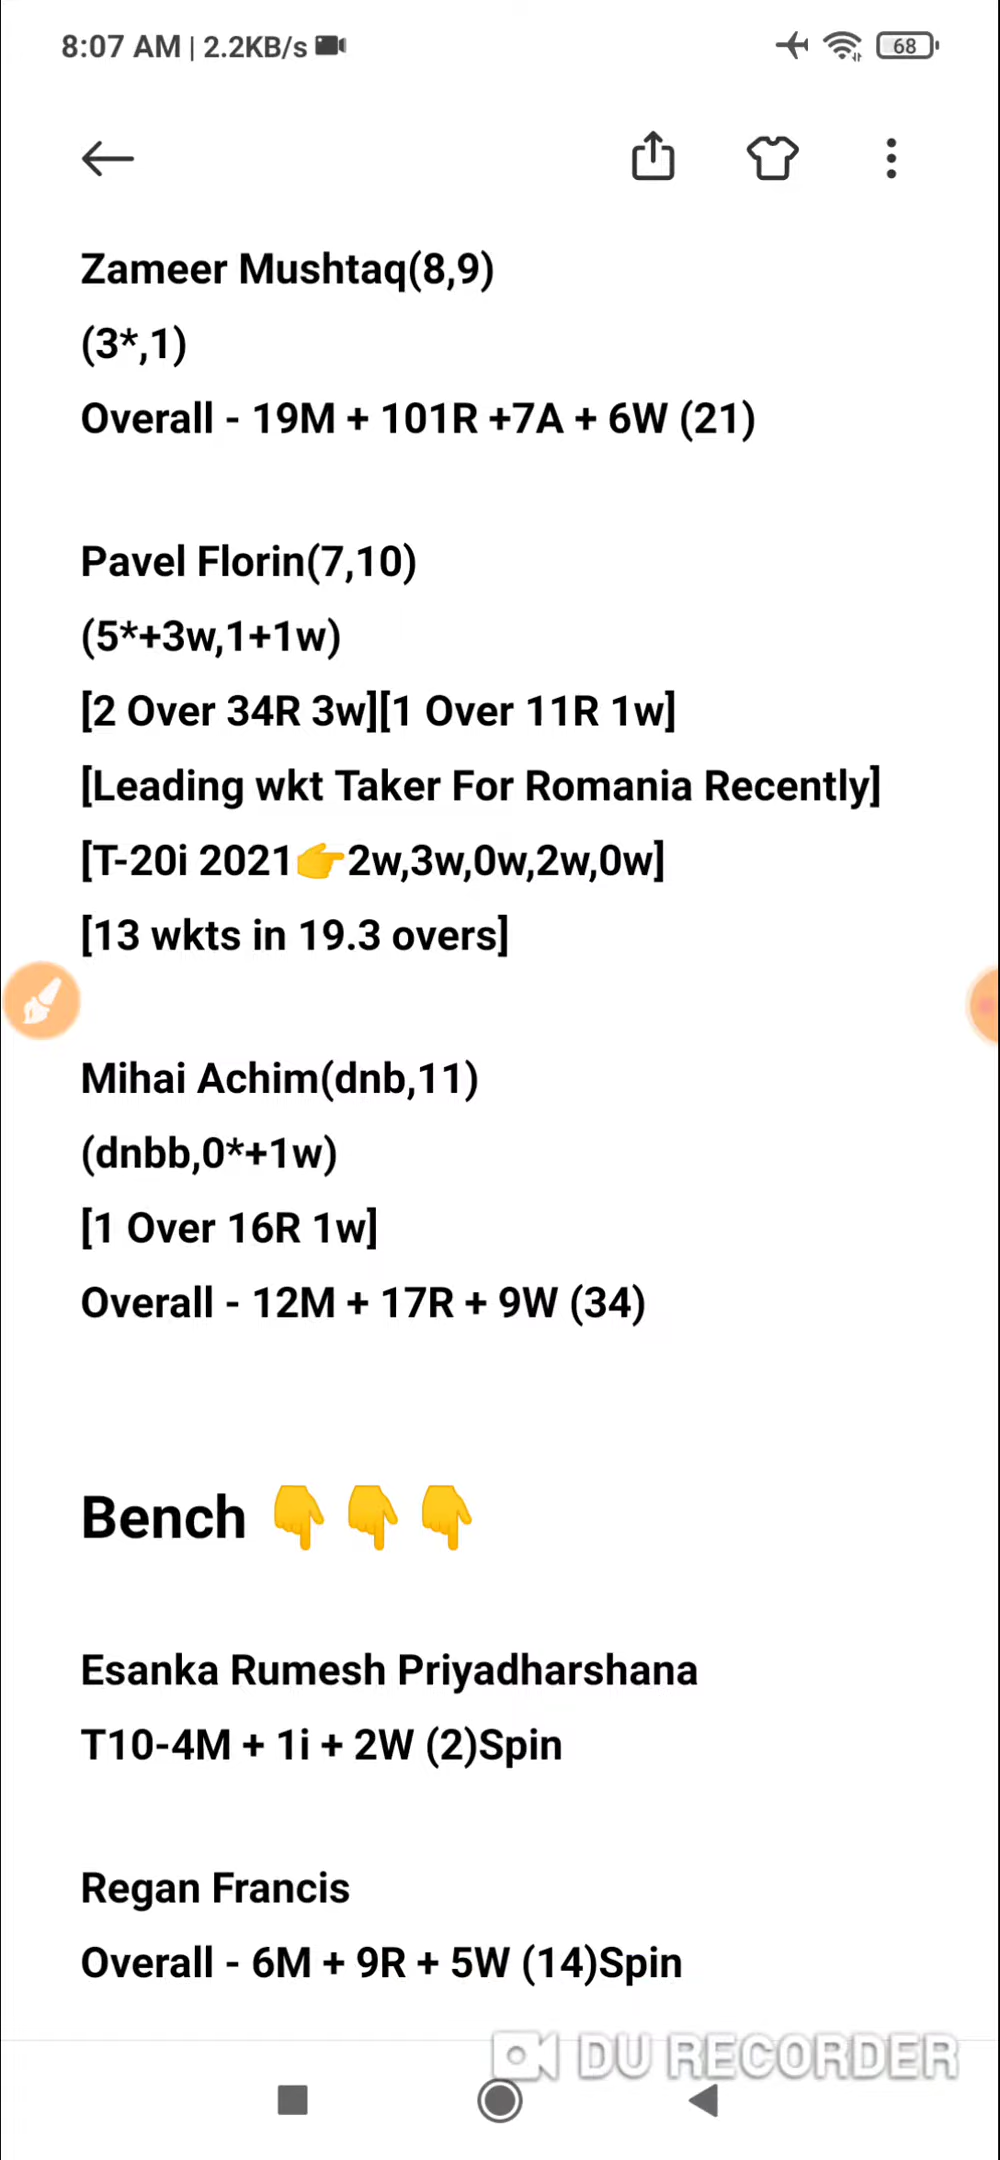 8:07 AM | 2.2KB/s
68
Zameer Mushtaq(8,9)
(3*,1)
Overall - 19M + 101R +7A + 6W (21)
Pavel Florin(7,10)
(5*+3w,1+1w)
[2 Over 34R 3w][1 Over 11R 1w]
[Leading wkt Taker For Romania Recently]
[T-20i 2021👉2w,3w,0w,2w,0w]
[13 wkts in 19.3 overs]
Mihai Achim(dnb,11)
(dnbb,0*+1w)
[1 Over 16R 1w]
Overall - 12M + 17R + 9W (34)
Bench 👇👇👇
Esanka Rumesh Priyadharshana
T10-4M + 1i + 2W (2)Spin
Regan Francis
Overall - 6M + 9R + 5W (14)Spin
DU RECORDER